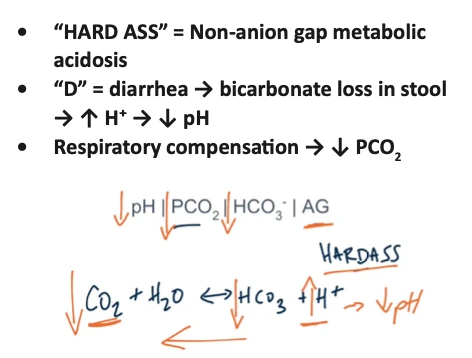 • “HARD ASS” = Non-anion gap metabolic
acidosis
• “D” = diarrhea → bicarbonate loss in stool
→ ↑ H⁺ → ↓ pH
• Respiratory compensation → ↓ PCO₂
↓pH | ↓PCO₂ | ↓HCO₃⁻ | AG
HARDASS
↓CO₂ + H₂O ↔ ↓HCO₃ + ↑H⁺ → ↓pH
←